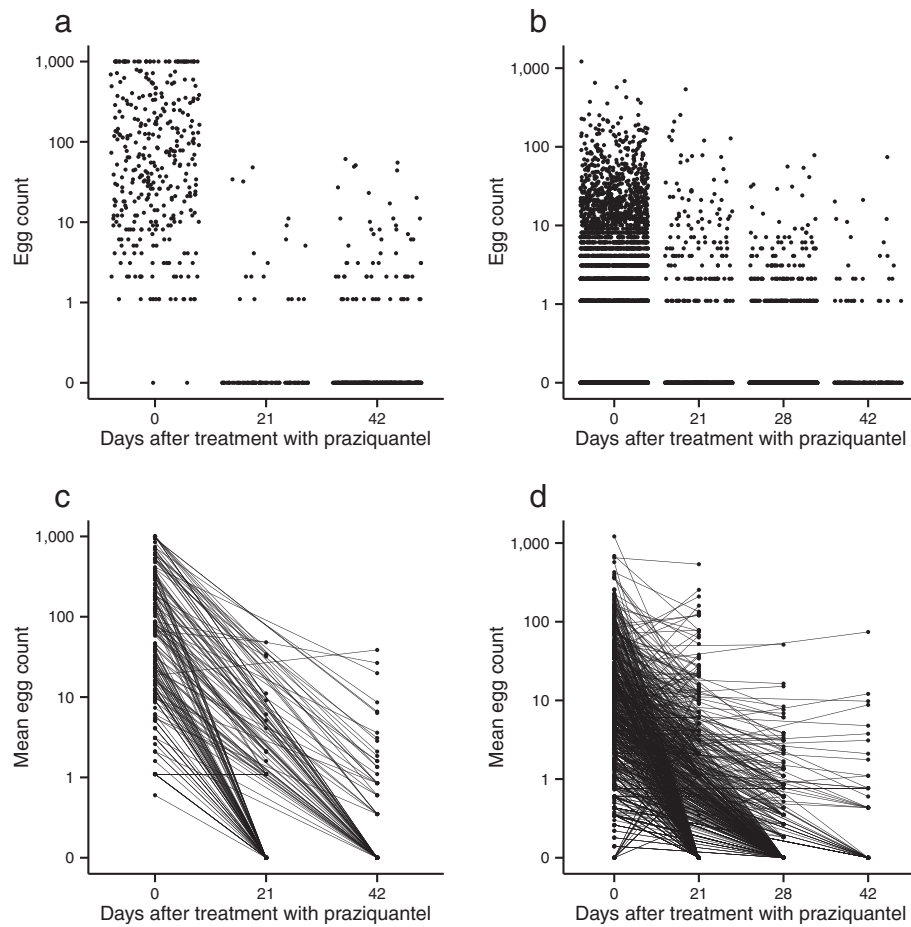 a
1,000
100
10
1
0
Egg count
0 21 42
Days after treatment with praziquantel
b
1,000
100
10
1
0
Egg count
0 21 28 42
Days after treatment with praziquantel
c
1,000
100
10
1
0
Mean egg count
0 21 42
Days after treatment with praziquantel
d
1,000
100
10
1
0
Mean egg count
0 21 28 42
Days after treatment with praziquantel